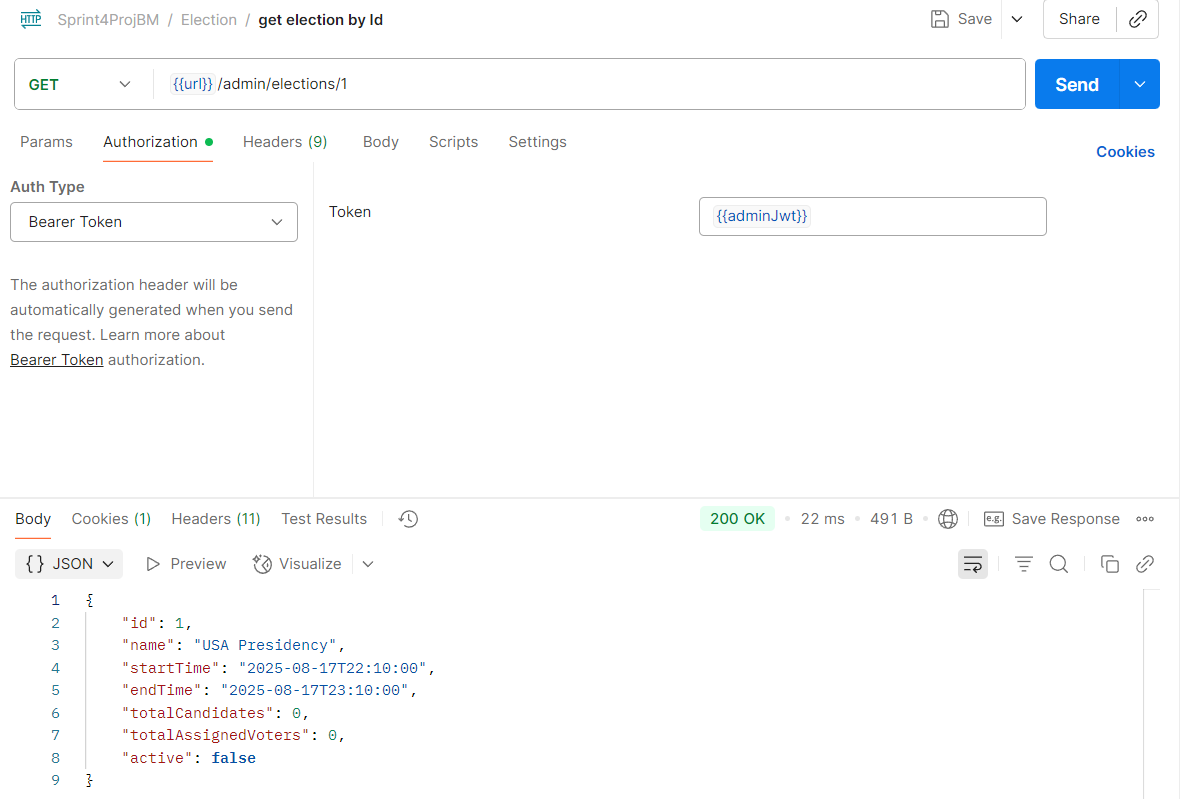 HTTP Sprint4ProjBM / Election / get election by Id Save Share
GET {{url}} /admin/elections/1 Send
Params Authorization Headers (9) Body Scripts Settings Cookies
Auth Type
Bearer Token
Token {{adminJwt}}
The authorization header will be
automatically generated when you send
the request. Learn more about
Bearer Token authorization.
Body Cookies (1) Headers (11) Test Results 200 OK 22 ms 491 B e.g. Save Response
{} JSON Preview Visualize
1 {
2 "id": 1,
3 "name": "USA Presidency",
4 "startTime": "2025-08-17T22:10:00",
5 "endTime": "2025-08-17T23:10:00",
6 "totalCandidates": 0,
7 "totalAssignedVoters": 0,
8 "active": false
9 }